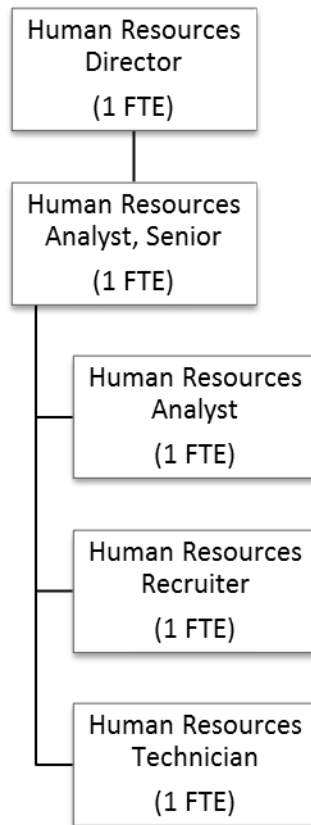 Human Resources
Director
(1 FTE)
Human Resources
Analyst, Senior
(1 FTE)
Human Resources
Analyst
(1 FTE)
Human Resources
Recruiter
(1 FTE)
Human Resources
Technician
(1 FTE)